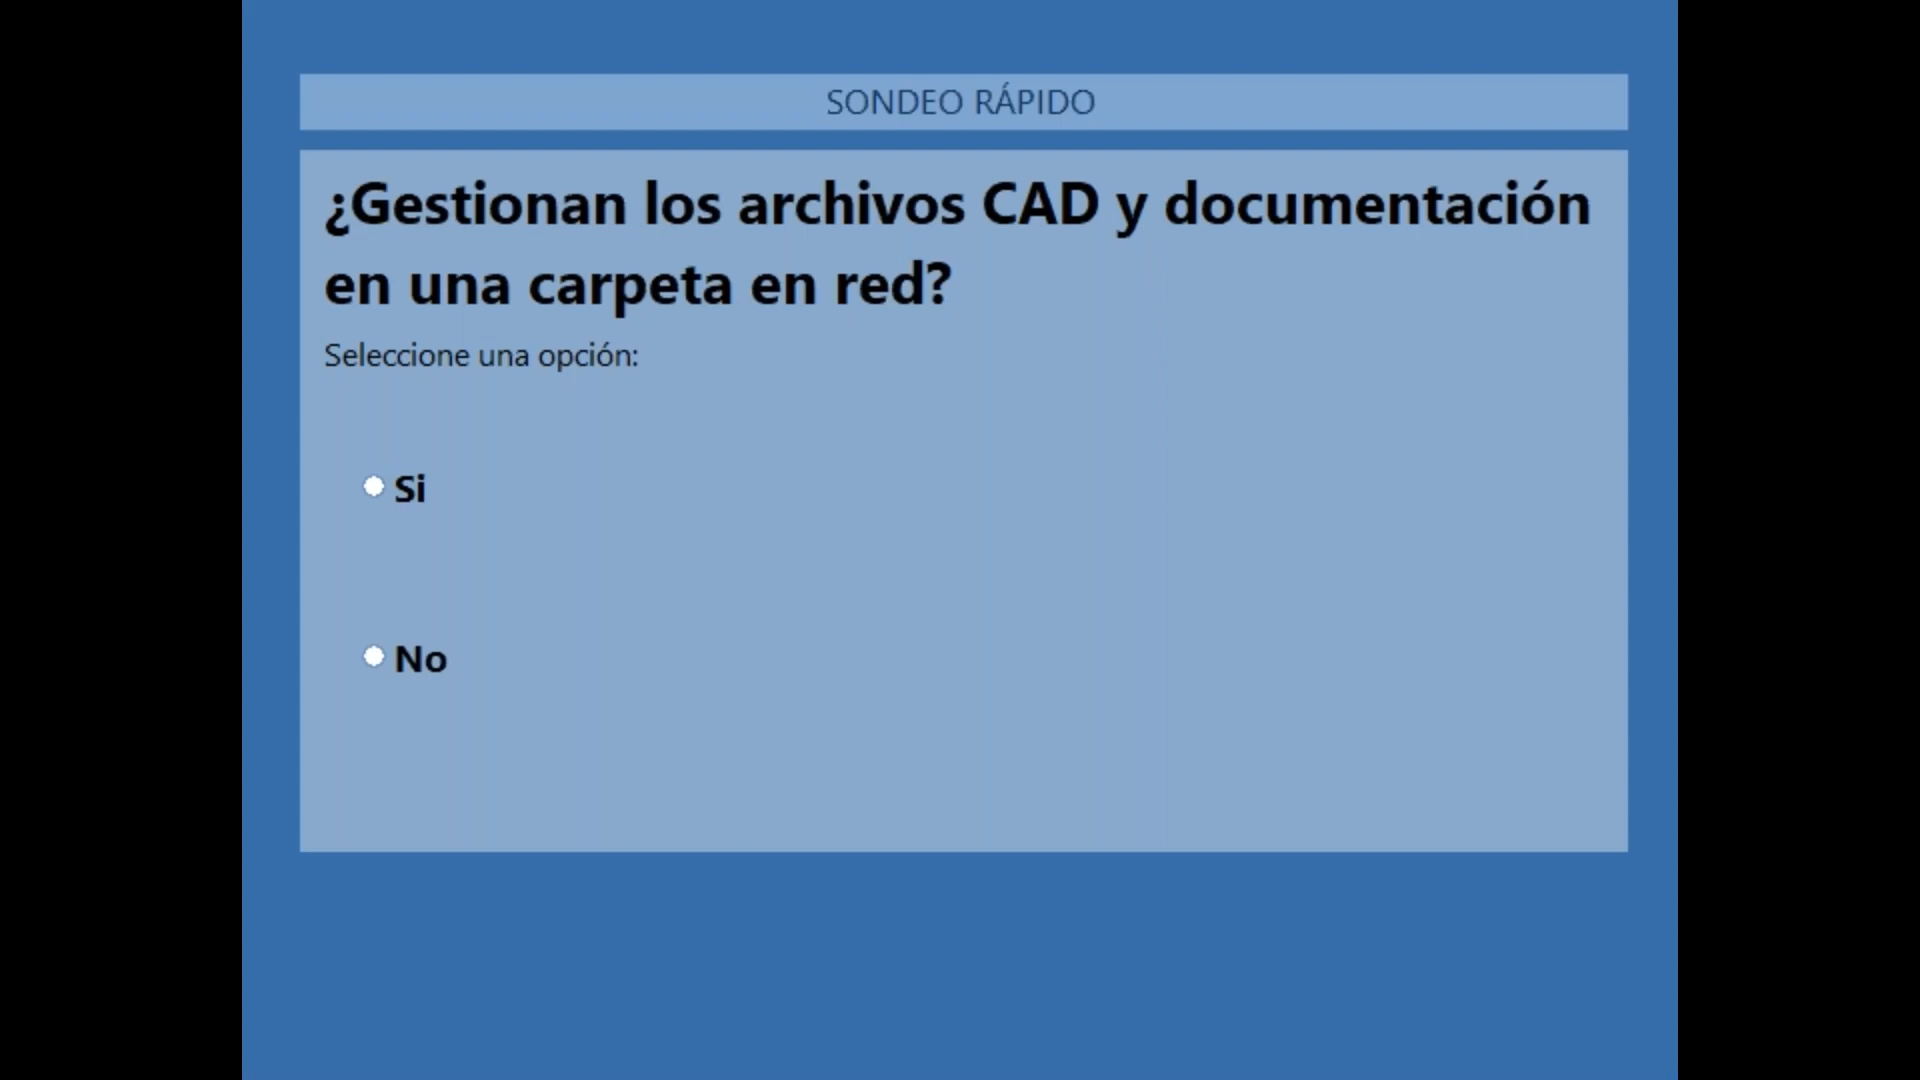 SONDEO RÁPIDO
¿Gestionan los archivos CAD y documentación
en una carpeta en red?
Seleccione una opción:
Si
No